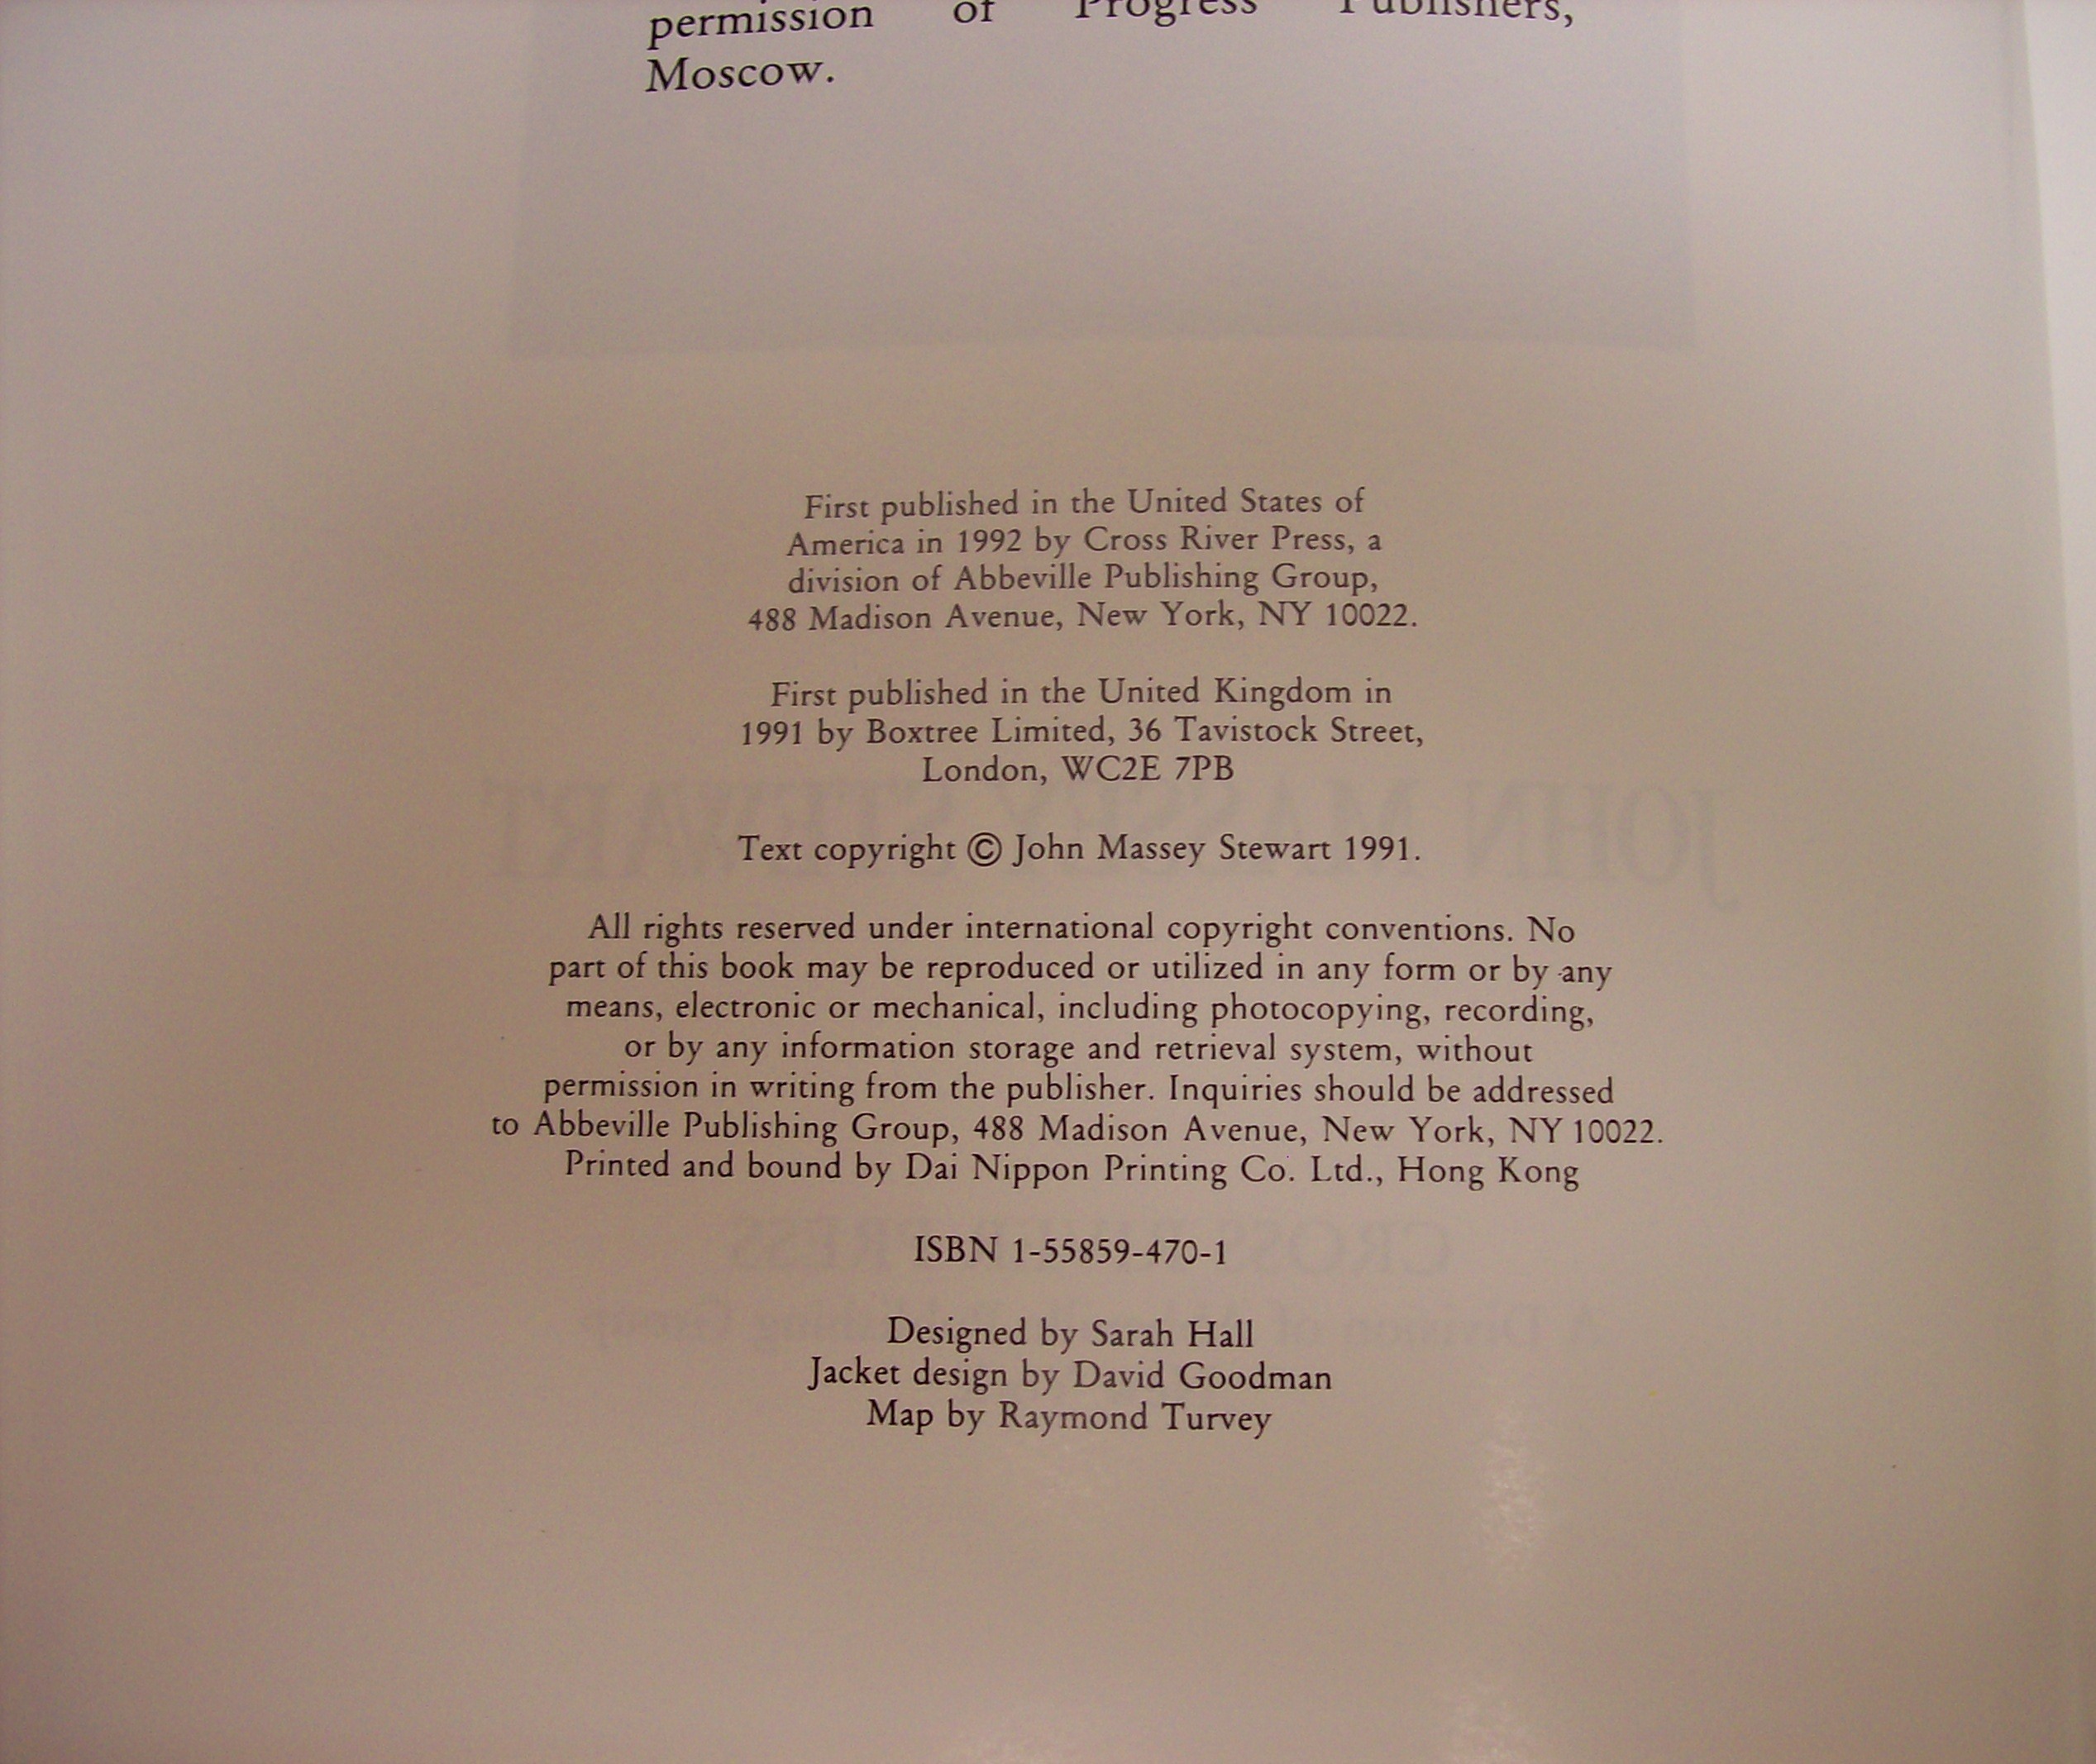 permission of Progress Publishers,
Moscow.
First published in the United States of
America in 1992 by Cross River Press, a
division of Abbeville Publishing Group,
488 Madison Avenue, New York, NY 10022.
First published in the United Kingdom in
1991 by Boxtree Limited, 36 Tavistock Street,
London, WC2E 7PB
Text copyright © John Massey Stewart 1991.
All rights reserved under international copyright conventions. No
part of this book may be reproduced or utilized in any form or by any
means, electronic or mechanical, including photocopying, recording,
or by any information storage and retrieval system, without
permission in writing from the publisher. Inquiries should be addressed
to Abbeville Publishing Group, 488 Madison Avenue, New York, NY 10022.
Printed and bound by Dai Nippon Printing Co. Ltd., Hong Kong
ISBN 1-55859-470-1
Designed by Sarah Hall
Jacket design by David Goodman
Map by Raymond Turvey